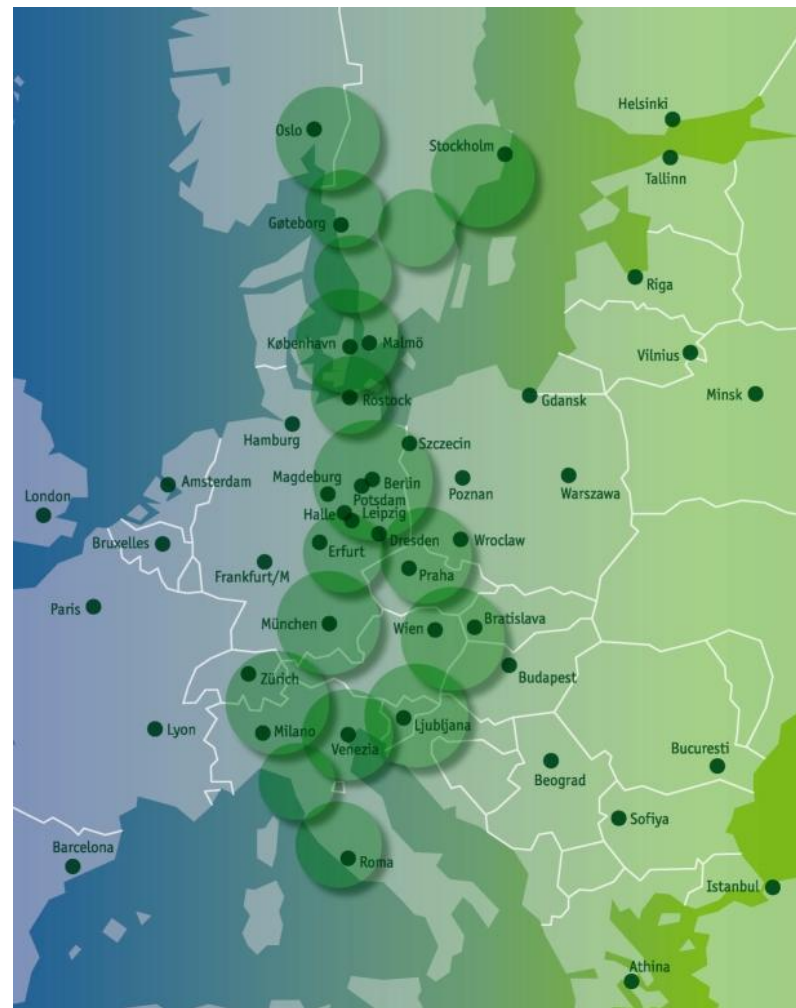 Helsinki
Oslo
Stockholm
Tallinn
Gøteborg
Riga
København
Malmö
Vilnius
Minsk
Rostock
Gdansk
Hamburg
Szczecin
Magdeburg
Berlin
Amsterdam
Potsdam
Poznan
Warszawa
London
Halle
Leipzig
Bruxelles
Dresden
Wroclaw
Erfurt
Frankfurt/M
Praha
Paris
München
Wien
Bratislava
Zürich
Budapest
Lyon
Milano
Venezia
Ljubljana
Bucuresti
Beograd
Sofiya
Barcelona
Roma
Istanbul
Athina